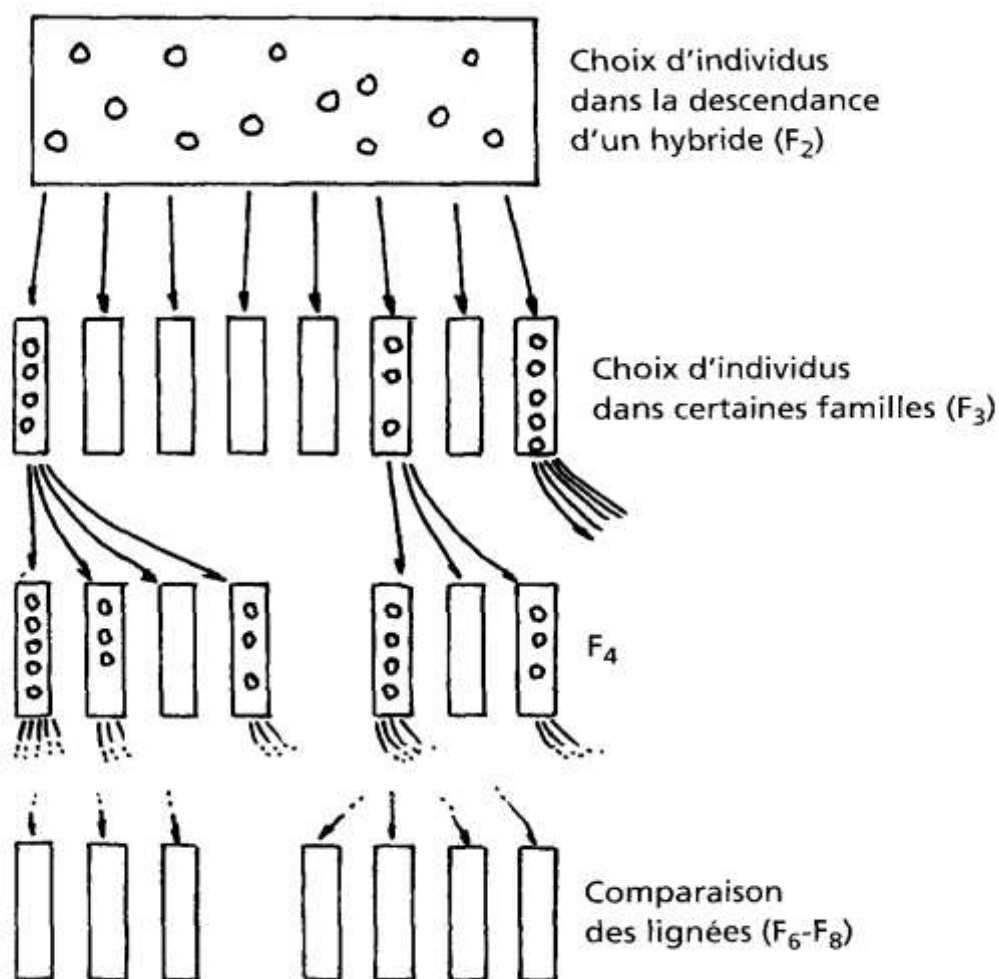 Choix d'individus
dans la descendance
d'un hybride (F₂)
Choix d'individus
dans certaines familles (F₃)
F₄
Comparaison
des lignées (F₆-F₈)